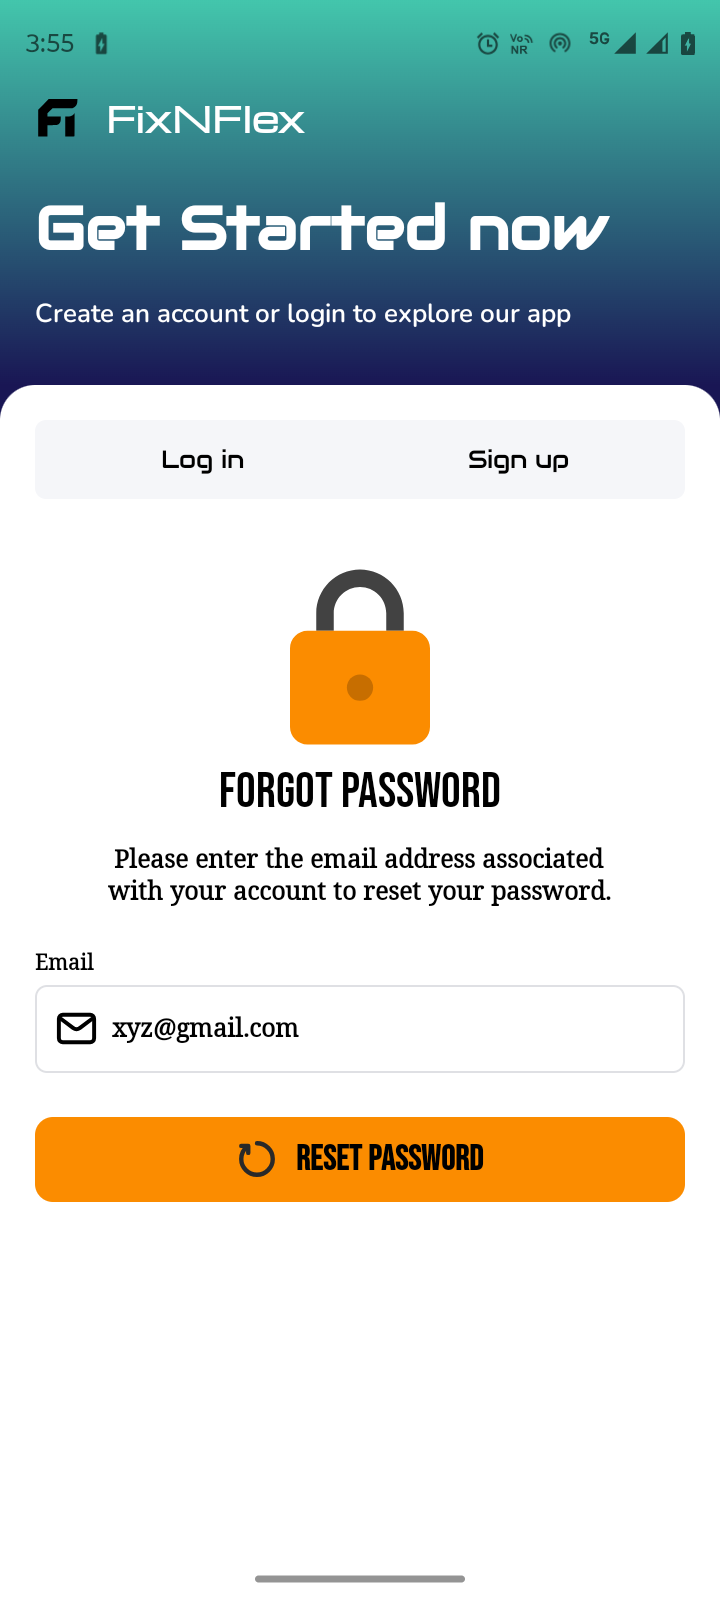 3:55
Vo NR
5G
FixNFlex
Get Started now
Create an account or login to explore our app
Log in
Sign up
FORGOT PASSWORD
Please enter the email address associated
with your account to reset your password.
Email
xyz@gmail.com
RESET PASSWORD